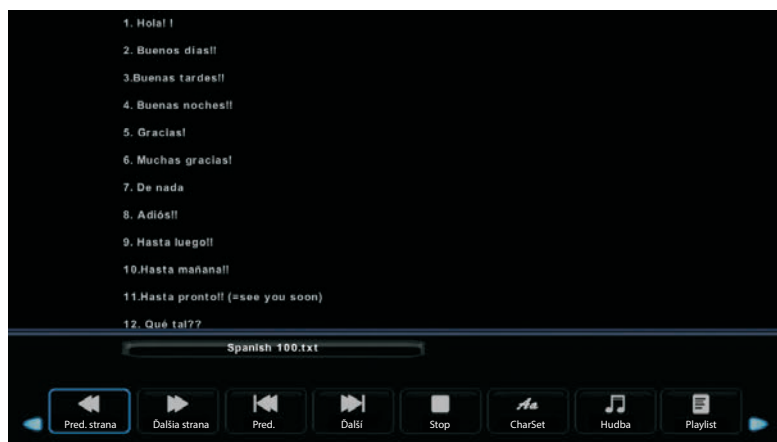 1. Hola! !
2. Buenos dias!!
3.Buenas tardes!!
4. Buenas noches!!
5. Gracias!
6. Muchas gracias!
7. De nada
8. Adiós!!
9. Hasta luego!!
10.Hasta mañana!!
11.Hasta pronto!! (=see you soon)
12. Qué tal??
Spanish 100.txt
Pred. strana Ďalšia strana Pred. Ďalší Stop CharSet Hudba Playlist